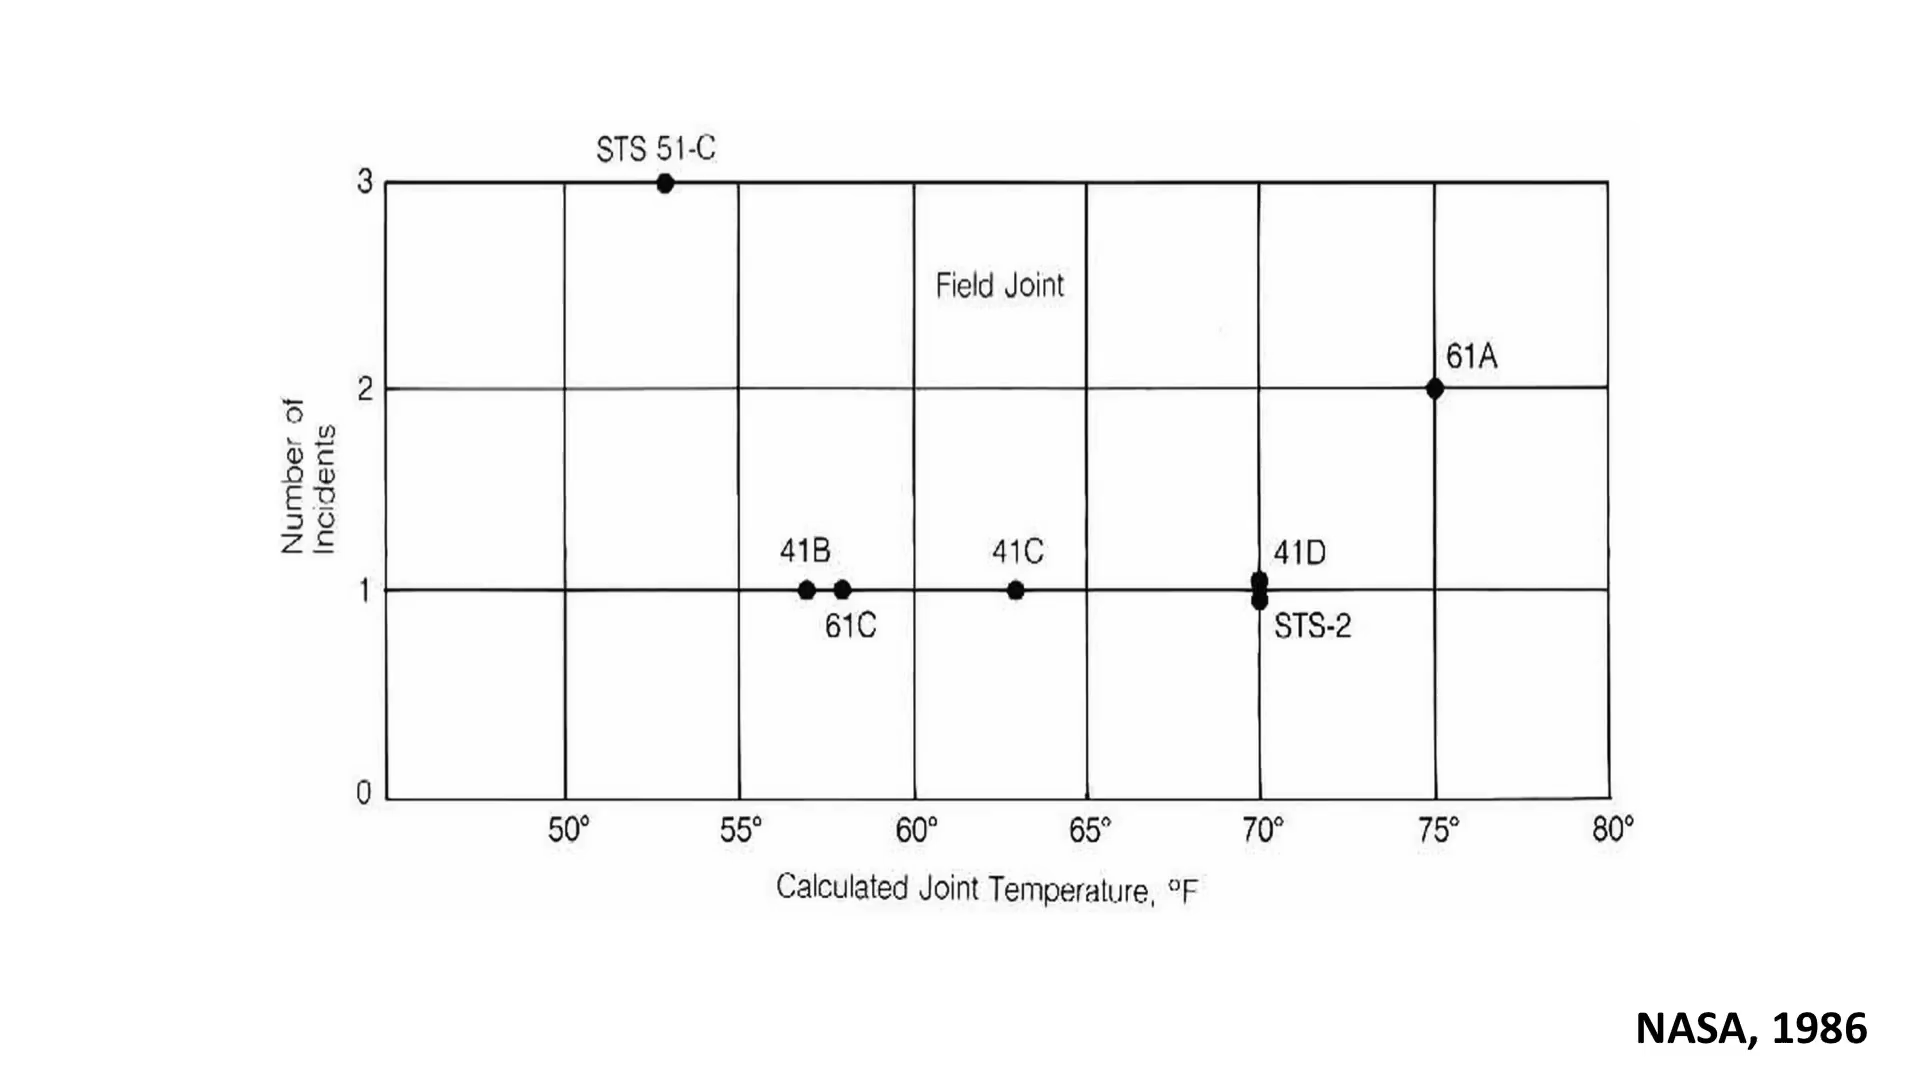 STS 51-C
3
Field Joint
61A
2
Number of
Incidents
41B
41C
41D
1
61C
STS-2
0
50° 55° 60° 65° 70° 75° 80°
Calculated Joint Temperature, °F
NASA, 1986